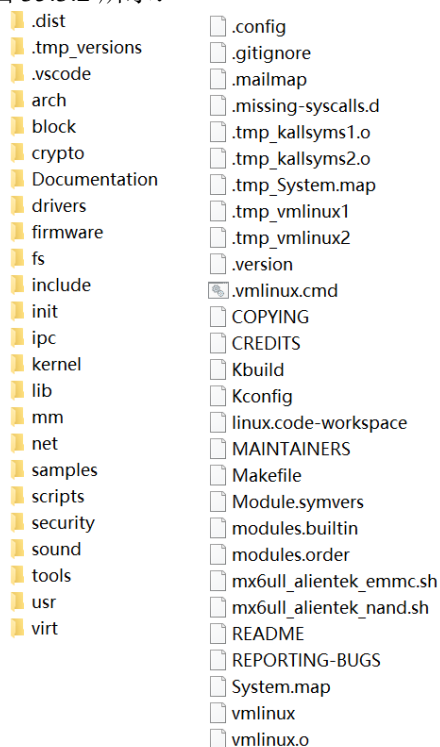 .dist
.tmp_versions
.vscode
arch
block
crypto
Documentation
drivers
firmware
fs
include
init
ipc
kernel
lib
mm
net
samples
scripts
security
sound
tools
usr
virt
.config
.gitignore
.mailmap
.missing-syscalls.d
.tmp_kallsyms1.o
.tmp_kallsyms2.o
.tmp_System.map
.tmp_vmlinux1
.tmp_vmlinux2
.version
.vmlinux.cmd
COPYING
CREDITS
Kbuild
Kconfig
linux.code-workspace
MAINTAINERS
Makefile
Module.symvers
modules.builtin
modules.order
mx6ull_alientek_emmc.sh
mx6ull_alientek_nand.sh
README
REPORTING-BUGS
System.map
vmlinux
vmlinux.o